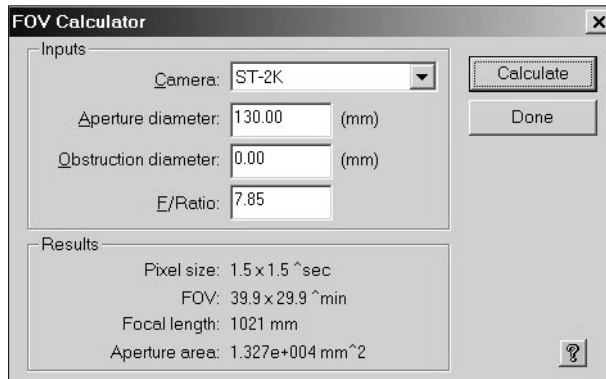 FOV Calculator x
Inputs
Camera: ST-2K
Calculate
Aperture diameter: 130.00 (mm)
Done
Obstruction diameter: 0.00 (mm)
F/Ratio: 7.85
Results
Pixel size: 1.5 x 1.5 ^sec
FOV: 39.9 x 29.9 ^min
Focal length: 1021 mm
Aperture area: 1.327e+004 mm^2
?